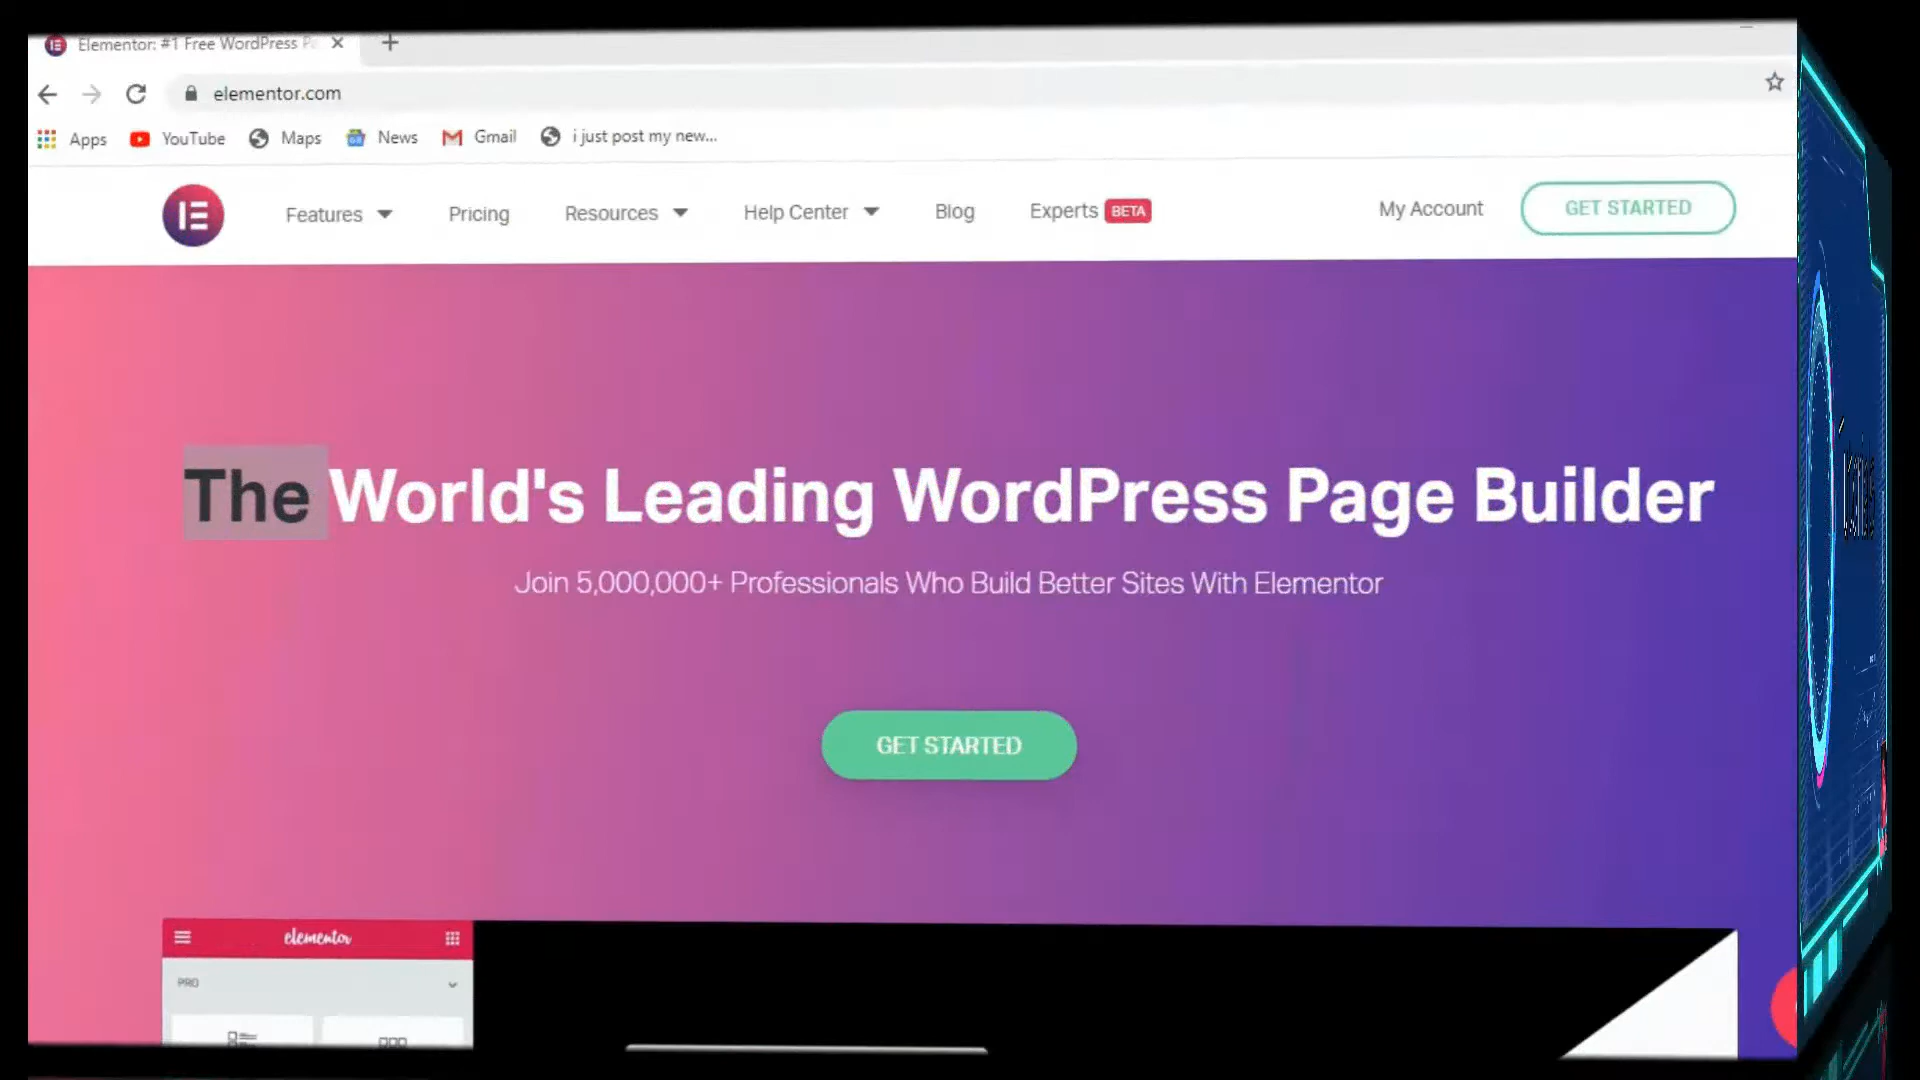 Elementor: #1 Free WordPress
elementor.com
Apps YouTube Maps News Gmail i just post my new...
Features Pricing Resources Help Center Blog Experts BETA My Account GET STARTED
The World's Leading WordPress Page Builder
Join 5,000,000+ Professionals Who Build Better Sites With Elementor
GET STARTED
elementor
PRO